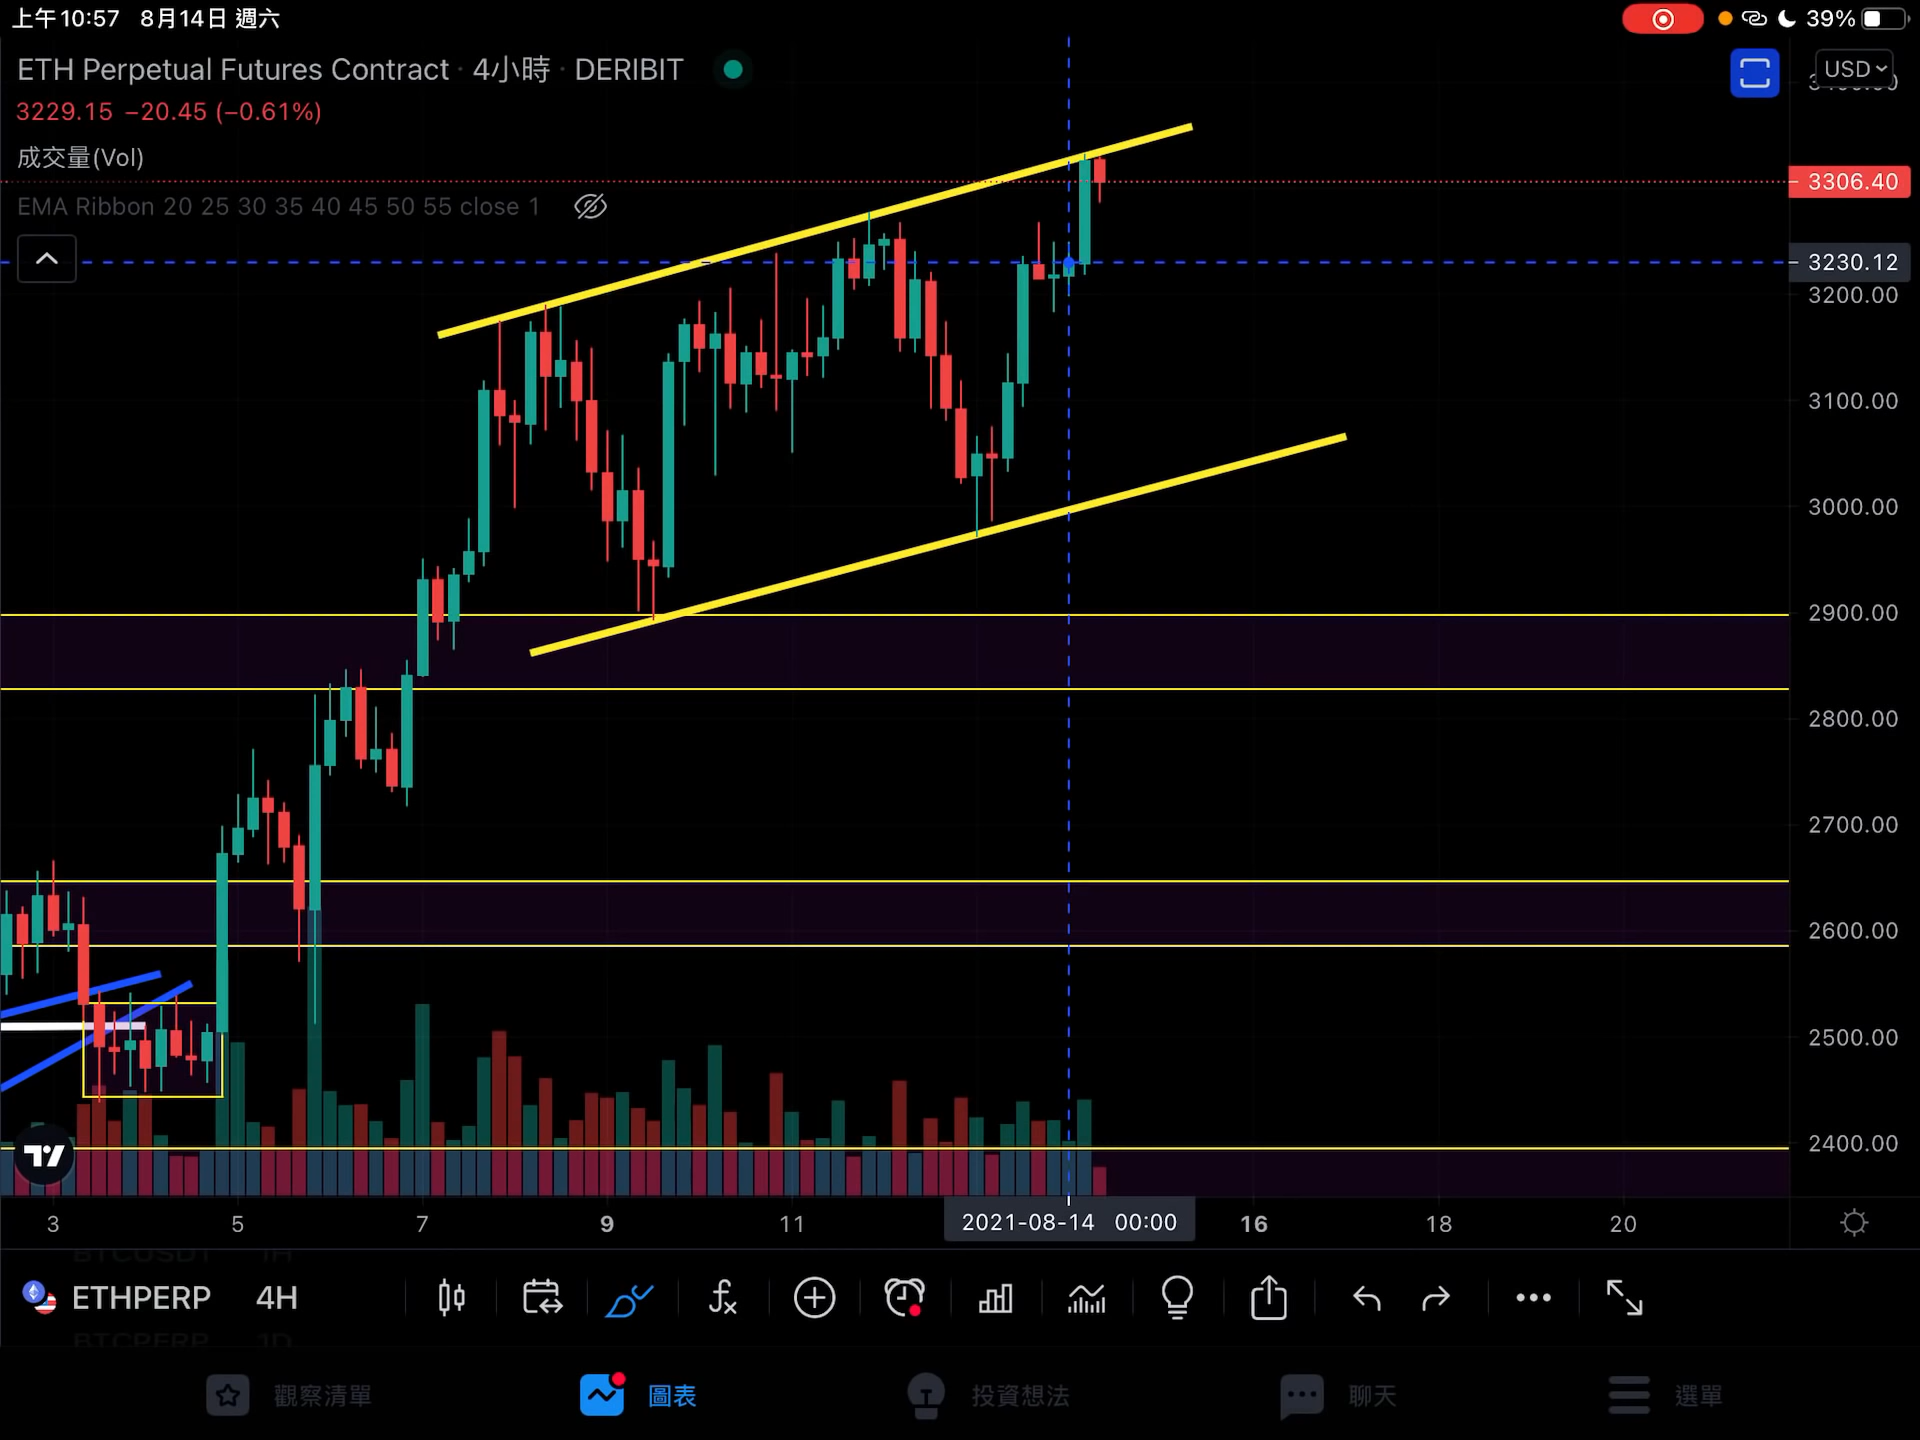 上午10:57 8月14日 週六
39%
ETH Perpetual Futures Contract · 4小時 · DERIBIT
USD
3229.15 −20.45 (−0.61%)
成交量(Vol)
3306.40
EMA Ribbon 20 25 30 35 40 45 50 55 close 1
3230.12
3200.00
3100.00
3000.00
2900.00
2800.00
2700.00
2600.00
2500.00
2400.00
3 5 7 9 11 2021-08-14 00:00 16 18 20
BTCUSDT 1H
ETHPERP 4H
BTCPERP 1D
觀察清單 圖表 投資想法 聊天 選單